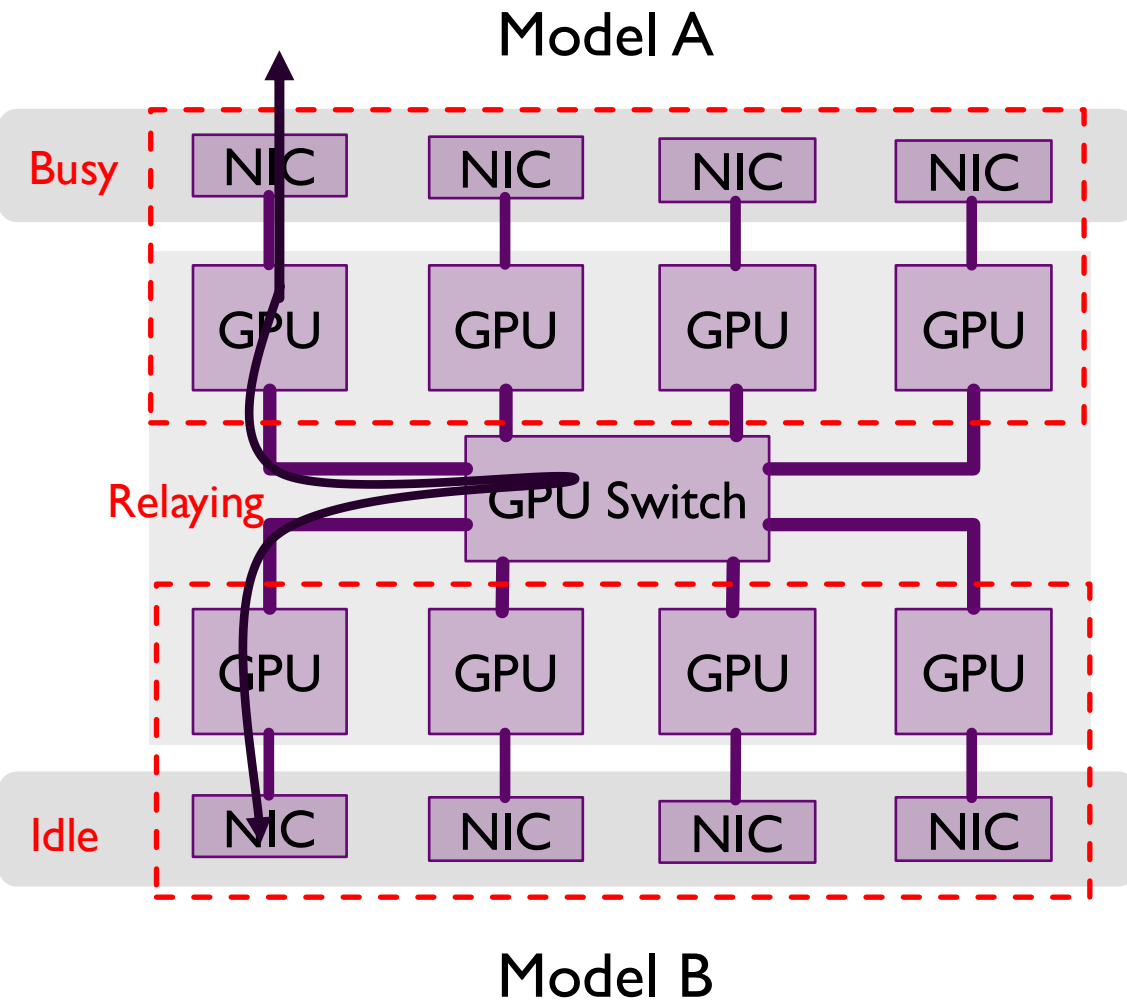 Model A
Busy
NIC NIC NIC NIC
GPU GPU GPU GPU
Relaying
GPU Switch
GPU GPU GPU GPU
Idle
NIC NIC NIC NIC
Model B